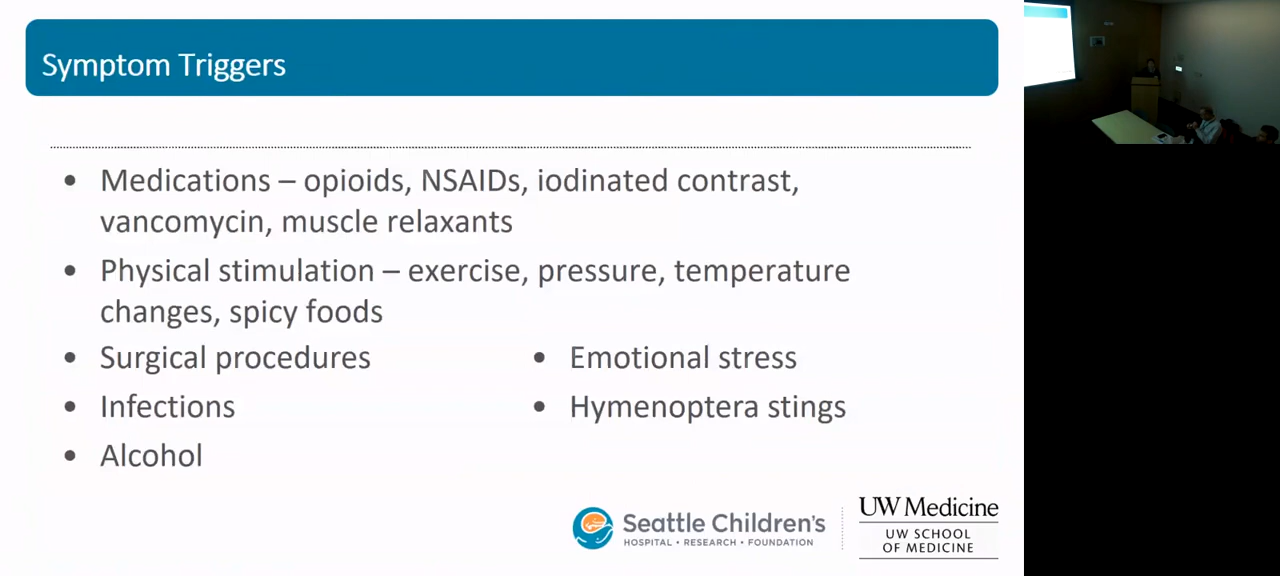 Symptom Triggers
• Medications – opioids, NSAIDs, iodinated contrast,
vancomycin, muscle relaxants
• Physical stimulation – exercise, pressure, temperature
changes, spicy foods
• Surgical procedures
• Infections
• Alcohol
• Emotional stress
• Hymenoptera stings
Seattle Children's
HOSPITAL • RESEARCH • FOUNDATION
UW Medicine
UW SCHOOL
OF MEDICINE